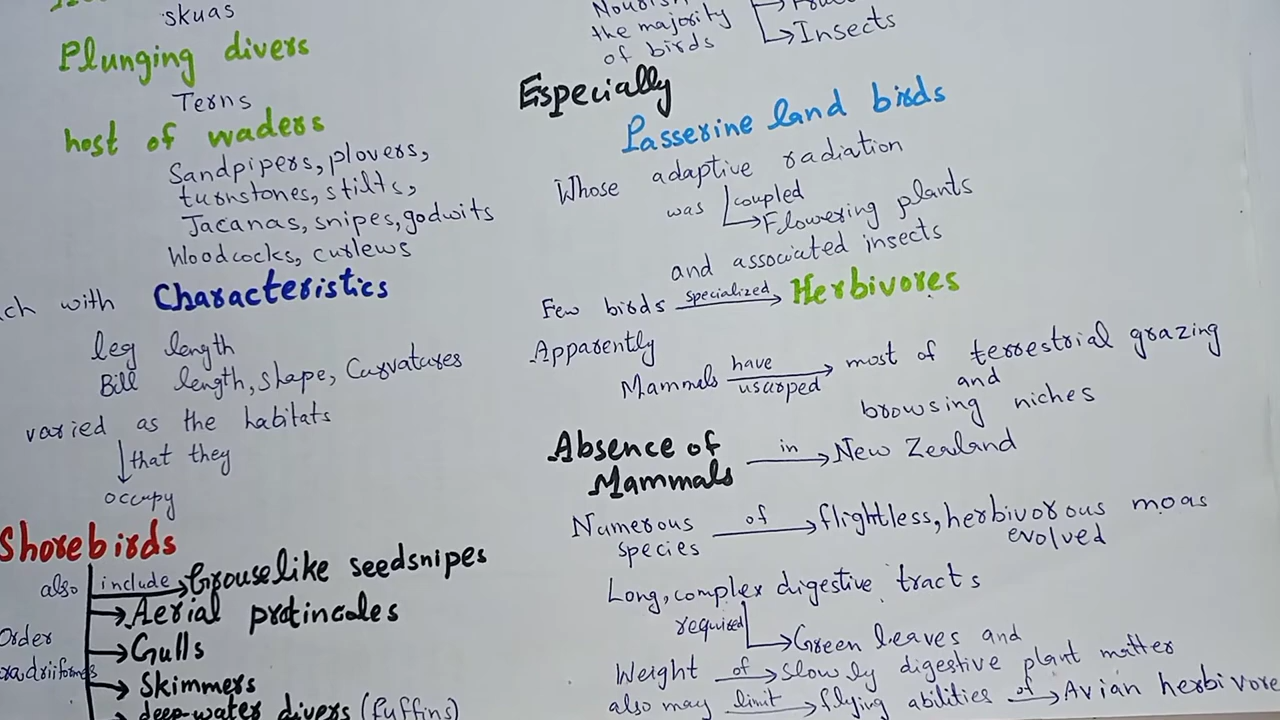 skuas
Plunging divers
Terns
host of waders
Sandpipers, plovers,
turnstones, stilts,
Jacanas, snipes, godwits
Woodcocks, curlews
with Characteristics
leg length
Bill length, shape, Curvatures
varied as the habitats
that they
occupy
Shorebirds
also include Grouselike seedsnipes
Aerial pratincoles
Order
Gulls
Skimmers
deep-water divers (Puffins)
the majority
of birds
Insects
Especially
Passerine land birds
Whose adaptive radiation
was coupled
Flowering plants
and associated insects
Few birds specialized Herbivores
Apparently
Mammels have usurped most of terrestrial grazing
and
browsing niches
Absence of
Mammals in New Zealand
Numerous
species of flightless, herbivorous moas
evolved
Long, complex digestive tracts
required
Green leaves and
Weight of slowly digestive plant matter
also may limit flying abilities of Avian herbivore